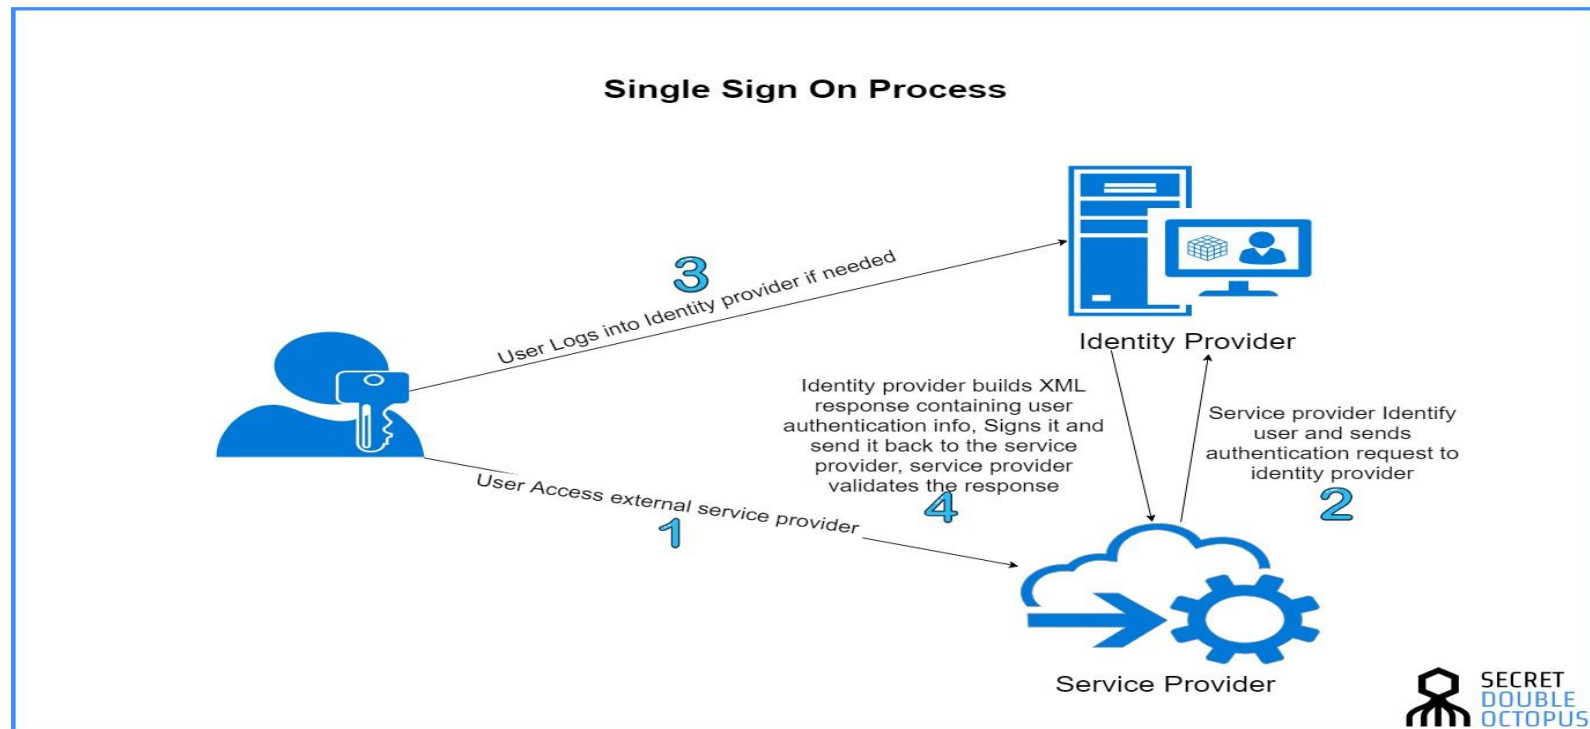 Single Sign On Process
3
User Logs into Identity provider if needed
Identity Provider
Identity provider builds XML
response containing user
authentication info, Signs it and
send it back to the service
provider, service provider
validates the response
4
Service provider Identify
user and sends
authentication request to
identity provider
2
User Access external service provider
1
Service Provider
SECRET
DOUBLE
OCTOPUS